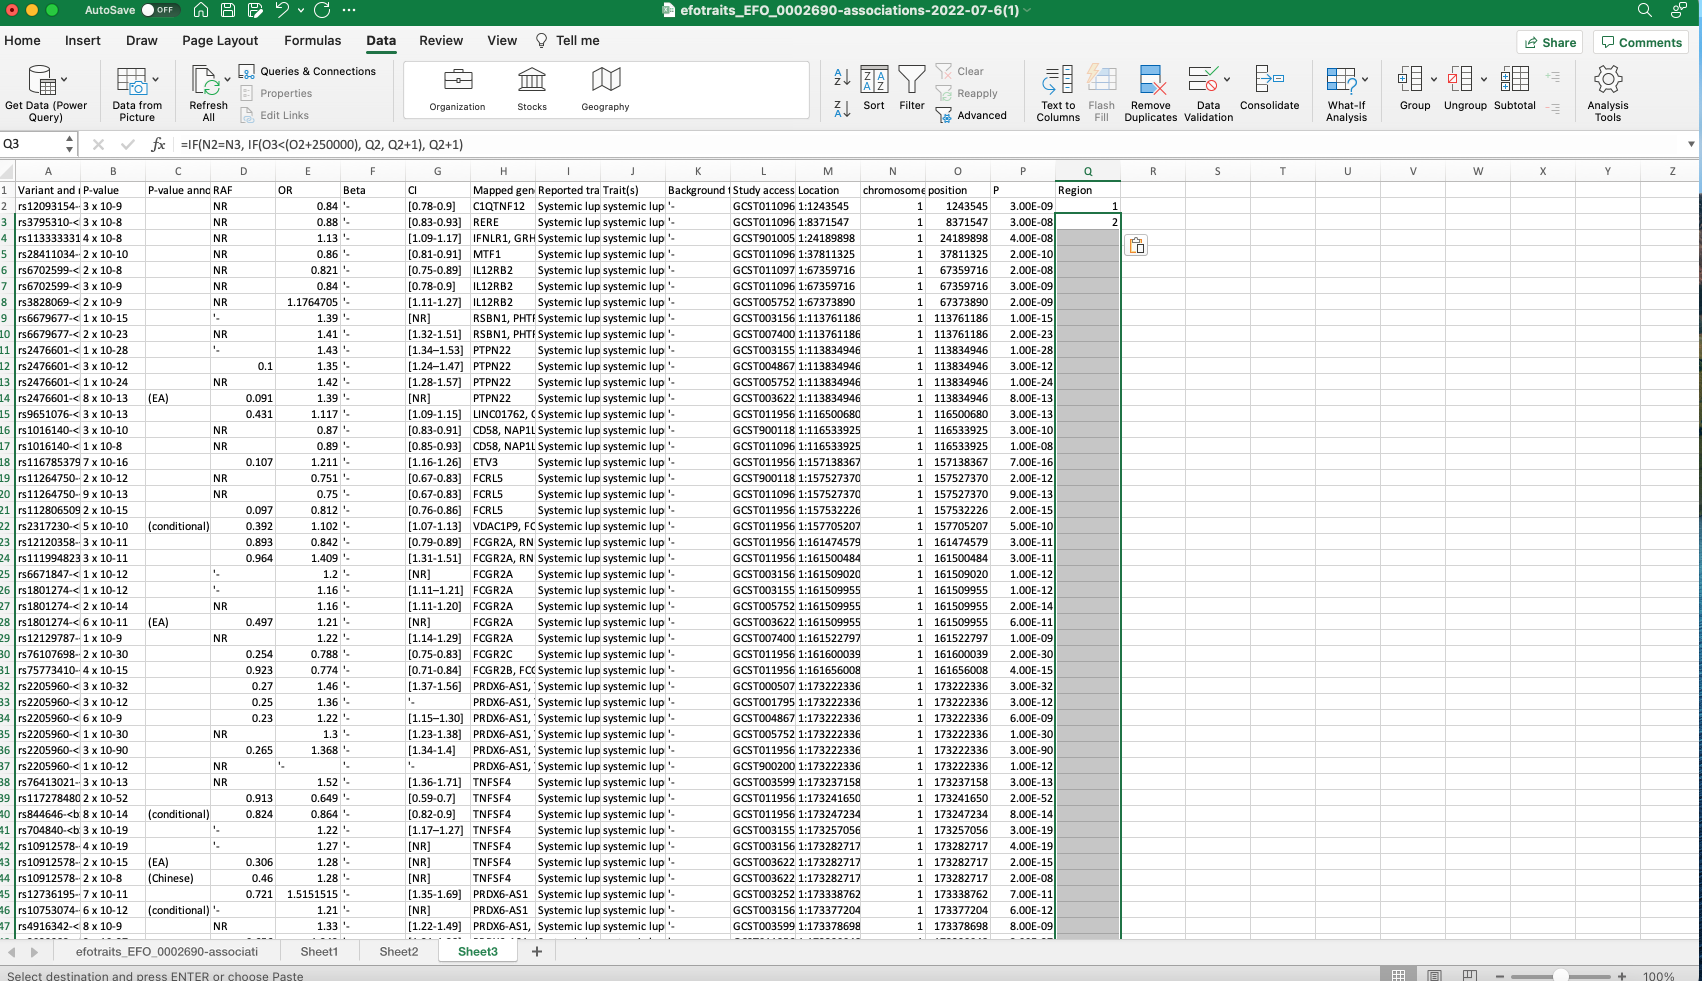 AutoSave OFF efotraits_EFO_0002690-associations-2022-07-6(1)
Home Insert Draw Page Layout Formulas Data Review View Tell me Share Comments
Get Data (Power Query) Data from Picture Refresh All Queries & Connections Properties Edit Links Organization Stocks Geography Sort Filter Clear Reapply Advanced Text to Columns Flash Fill Remove Duplicates Data Validation Consolidate What-If Analysis Group Ungroup Subtotal Analysis Tools
Q3 fx =IF(N2=N3, IF(O3<(O2+250000), Q2, Q2+1), Q2+1)
A B C D E F G H I J K L M N O P Q R S T U V W X Y Z
1 Variant and P-value P-value anno RAF OR Beta CI Mapped gen Reported tra Trait(s) Background Study access Location chromosome position P Region
2 rs12093154- 3 x 10-9 NR 0.84 '- [0.78-0.9] C1QTNF12 Systemic lup systemic lup '- GCST011096 1:1243545 1 1243545 3.00E-09 1
3 rs3795310-< 3 x 10-8 NR 0.88 '- [0.83-0.93] RERE Systemic lup systemic lup '- GCST011096 1:8371547 1 8371547 3.00E-08 2
4 rs113333331 4 x 10-8 NR 1.13 '- [1.09-1.17] IFNLR1, GRH Systemic lup systemic lup '- GCST901005 1:24189898 1 24189898 4.00E-08
5 rs28411034- 2 x 10-10 NR 0.86 '- [0.81-0.91] MTF1 Systemic lup systemic lup '- GCST011096 1:37811325 1 37811325 2.00E-10
6 rs6702599-< 2 x 10-8 NR 0.821 '- [0.75-0.89] IL12RB2 Systemic lup systemic lup '- GCST011097 1:67359716 1 67359716 2.00E-08
7 rs6702599-< 3 x 10-9 NR 0.84 '- [0.78-0.9] IL12RB2 Systemic lup systemic lup '- GCST011096 1:67359716 1 67359716 3.00E-09
8 rs3828069-< 2 x 10-9 NR 1.1764705 '- [1.11-1.27] IL12RB2 Systemic lup systemic lup '- GCST005752 1:67373890 1 67373890 2.00E-09
9 rs6679677-< 1 x 10-15 '- 1.39 '- [NR] RSBN1, PHTF Systemic lup systemic lup '- GCST003156 1:113761186 1 113761186 1.00E-15
10 rs6679677-< 2 x 10-23 NR 1.41 '- [1.32-1.51] RSBN1, PHTF Systemic lup systemic lup '- GCST007400 1:113761186 1 113761186 2.00E-23
11 rs2476601-< 1 x 10-28 '- 1.43 '- [1.34–1.53] PTPN22 Systemic lup systemic lup '- GCST003155 1:113834946 1 113834946 1.00E-28
12 rs2476601-< 3 x 10-12 0.1 1.35 '- [1.24–1.47] PTPN22 Systemic lup systemic lup '- GCST004867 1:113834946 1 113834946 3.00E-12
13 rs2476601-< 1 x 10-24 NR 1.42 '- [1.28-1.57] PTPN22 Systemic lup systemic lup '- GCST005752 1:113834946 1 113834946 1.00E-24
14 rs2476601-< 8 x 10-13 (EA) 0.091 1.39 '- [NR] PTPN22 Systemic lup systemic lup '- GCST003622 1:113834946 1 113834946 8.00E-13
15 rs9651076-< 3 x 10-13 0.431 1.117 '- [1.09-1.15] LINC01762, C Systemic lup systemic lup '- GCST011956 1:116500680 1 116500680 3.00E-13
16 rs1016140-< 3 x 10-10 NR 0.87 '- [0.83-0.91] CD58, NAP1L Systemic lup systemic lup '- GCST900118 1:116533925 1 116533925 3.00E-10
17 rs1016140-< 1 x 10-8 NR 0.89 '- [0.85-0.93] CD58, NAP1L Systemic lup systemic lup '- GCST011096 1:116533925 1 116533925 1.00E-08
18 rs116785379 7 x 10-16 0.107 1.211 '- [1.16-1.26] ETV3 Systemic lup systemic lup '- GCST011956 1:157138367 1 157138367 7.00E-16
19 rs11264750- 2 x 10-12 NR 0.751 '- [0.67-0.83] FCRL5 Systemic lup systemic lup '- GCST900118 1:157527370 1 157527370 2.00E-12
20 rs11264750- 9 x 10-13 NR 0.75 '- [0.67-0.83] FCRL5 Systemic lup systemic lup '- GCST011096 1:157527370 1 157527370 9.00E-13
21 rs112806509 2 x 10-15 0.097 0.812 '- [0.76-0.86] FCRL5 Systemic lup systemic lup '- GCST011956 1:157532226 1 157532226 2.00E-15
22 rs2317230-< 5 x 10-10 (conditional) 0.392 1.102 '- [1.07-1.13] VDAC1P9, FC Systemic lup systemic lup '- GCST011956 1:157705207 1 157705207 5.00E-10
23 rs12120358- 3 x 10-11 0.893 0.842 '- [0.79-0.89] FCGR2A, RN Systemic lup systemic lup '- GCST011956 1:161474579 1 161474579 3.00E-11
24 rs111994823 3 x 10-11 0.964 1.409 '- [1.31-1.51] FCGR2A, RN Systemic lup systemic lup '- GCST011956 1:161500484 1 161500484 3.00E-11
25 rs6671847-< 1 x 10-12 '- 1.2 '- [NR] FCGR2A Systemic lup systemic lup '- GCST003156 1:161509020 1 161509020 1.00E-12
26 rs1801274-< 1 x 10-12 '- 1.16 '- [1.11–1.21] FCGR2A Systemic lup systemic lup '- GCST003155 1:161509955 1 161509955 1.00E-12
27 rs1801274-< 2 x 10-14 NR 1.16 '- [1.11-1.20] FCGR2A Systemic lup systemic lup '- GCST005752 1:161509955 1 161509955 2.00E-14
28 rs1801274-< 6 x 10-11 (EA) 0.497 1.21 '- [NR] FCGR2A Systemic lup systemic lup '- GCST003622 1:161509955 1 161509955 6.00E-11
29 rs12129787- 1 x 10-9 NR 1.22 '- [1.14-1.29] FCGR2A Systemic lup systemic lup '- GCST007400 1:161522797 1 161522797 1.00E-09
30 rs76107698- 2 x 10-30 0.254 0.788 '- [0.75-0.83] FCGR2C Systemic lup systemic lup '- GCST011956 1:161600039 1 161600039 2.00E-30
31 rs75773410- 4 x 10-15 0.923 0.774 '- [0.71-0.84] FCGR2B, FCG Systemic lup systemic lup '- GCST011956 1:161656008 1 161656008 4.00E-15
32 rs2205960-< 3 x 10-32 0.27 1.46 '- [1.37-1.56] PRDX6-AS1, Systemic lup systemic lup '- GCST000507 1:173222336 1 173222336 3.00E-32
33 rs2205960-< 3 x 10-12 0.25 1.36 '- '- PRDX6-AS1, Systemic lup systemic lup '- GCST001795 1:173222336 1 173222336 3.00E-12
34 rs2205960-< 6 x 10-9 0.23 1.22 '- [1.15–1.30] PRDX6-AS1, Systemic lup systemic lup '- GCST004867 1:173222336 1 173222336 6.00E-09
35 rs2205960-< 1 x 10-30 NR 1.3 '- [1.23-1.38] PRDX6-AS1, Systemic lup systemic lup '- GCST005752 1:173222336 1 173222336 1.00E-30
36 rs2205960-< 3 x 10-90 0.265 1.368 '- [1.34-1.4] PRDX6-AS1, Systemic lup systemic lup '- GCST011956 1:173222336 1 173222336 3.00E-90
37 rs2205960-< 1 x 10-12 NR '- '- '- PRDX6-AS1, Systemic lup systemic lup '- GCST900200 1:173222336 1 173222336 1.00E-12
38 rs76413021- 3 x 10-13 NR 1.52 '- [1.36-1.71] TNFSF4 Systemic lup systemic lup '- GCST003599 1:173237158 1 173237158 3.00E-13
39 rs117278480 2 x 10-52 0.913 0.649 '- [0.59-0.7] TNFSF4 Systemic lup systemic lup '- GCST011956 1:173241650 1 173241650 2.00E-52
40 rs844646-<b 8 x 10-14 (conditional) 0.824 0.864 '- [0.82-0.9] TNFSF4 Systemic lup systemic lup '- GCST011956 1:173247234 1 173247234 8.00E-14
41 rs704840-<b 3 x 10-19 '- 1.22 '- [1.17–1.27] TNFSF4 Systemic lup systemic lup '- GCST003155 1:173257056 1 173257056 3.00E-19
42 rs10912578- 4 x 10-19 '- 1.27 '- [NR] TNFSF4 Systemic lup systemic lup '- GCST003156 1:173282717 1 173282717 4.00E-19
43 rs10912578- 2 x 10-15 (EA) 0.306 1.28 '- [NR] TNFSF4 Systemic lup systemic lup '- GCST003622 1:173282717 1 173282717 2.00E-15
44 rs10912578- 2 x 10-8 (Chinese) 0.46 1.28 '- [NR] TNFSF4 Systemic lup systemic lup '- GCST003622 1:173282717 1 173282717 2.00E-08
45 rs12736195- 7 x 10-11 0.721 1.5151515 '- [1.35-1.69] PRDX6-AS1 Systemic lup systemic lup '- GCST003252 1:173338762 1 173338762 7.00E-11
46 rs10753074- 6 x 10-12 (conditional) '- 1.21 '- [NR] PRDX6-AS1 Systemic lup systemic lup '- GCST003156 1:173377204 1 173377204 6.00E-12
47 rs4916342-< 8 x 10-9 NR 1.33 '- [1.22-1.49] PRDX6-AS1, Systemic lup systemic lup '- GCST003599 1:173378698 1 173378698 8.00E-09
efotraits_EFO_0002690-associati Sheet1 Sheet2 Sheet3 +
Select destination and press ENTER or choose Paste 100%